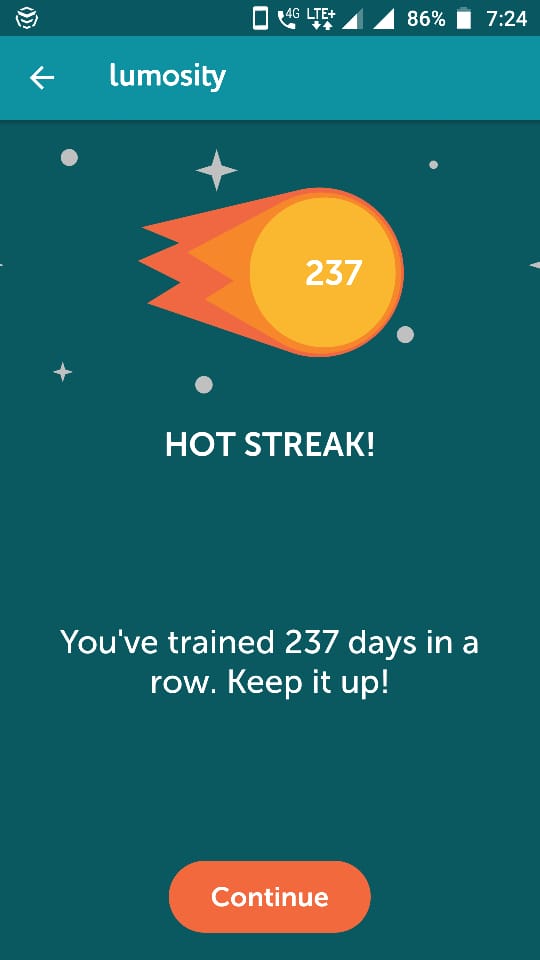 4G LTE+ 86% 7:24
lumosity
237
HOT STREAK!
You've trained 237 days in a
row. Keep it up!
Continue